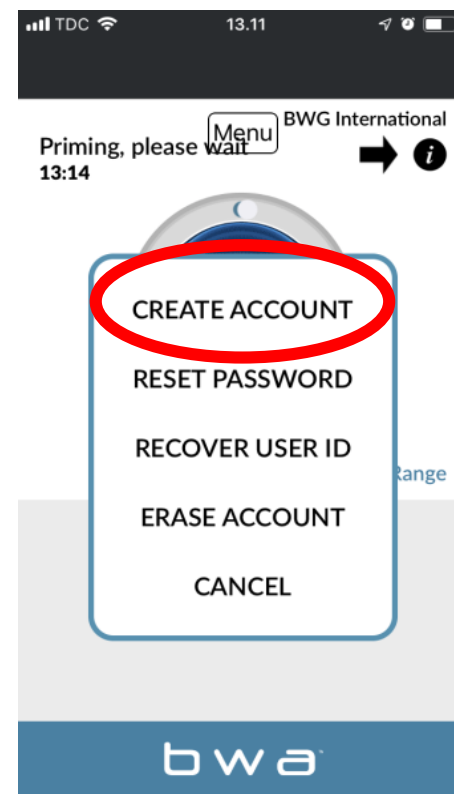 TDC 13.11
Menu BWG International
Priming, please wait
13:14
i
CREATE ACCOUNT
RESET PASSWORD
RECOVER USER ID
Range
ERASE ACCOUNT
CANCEL
bwa